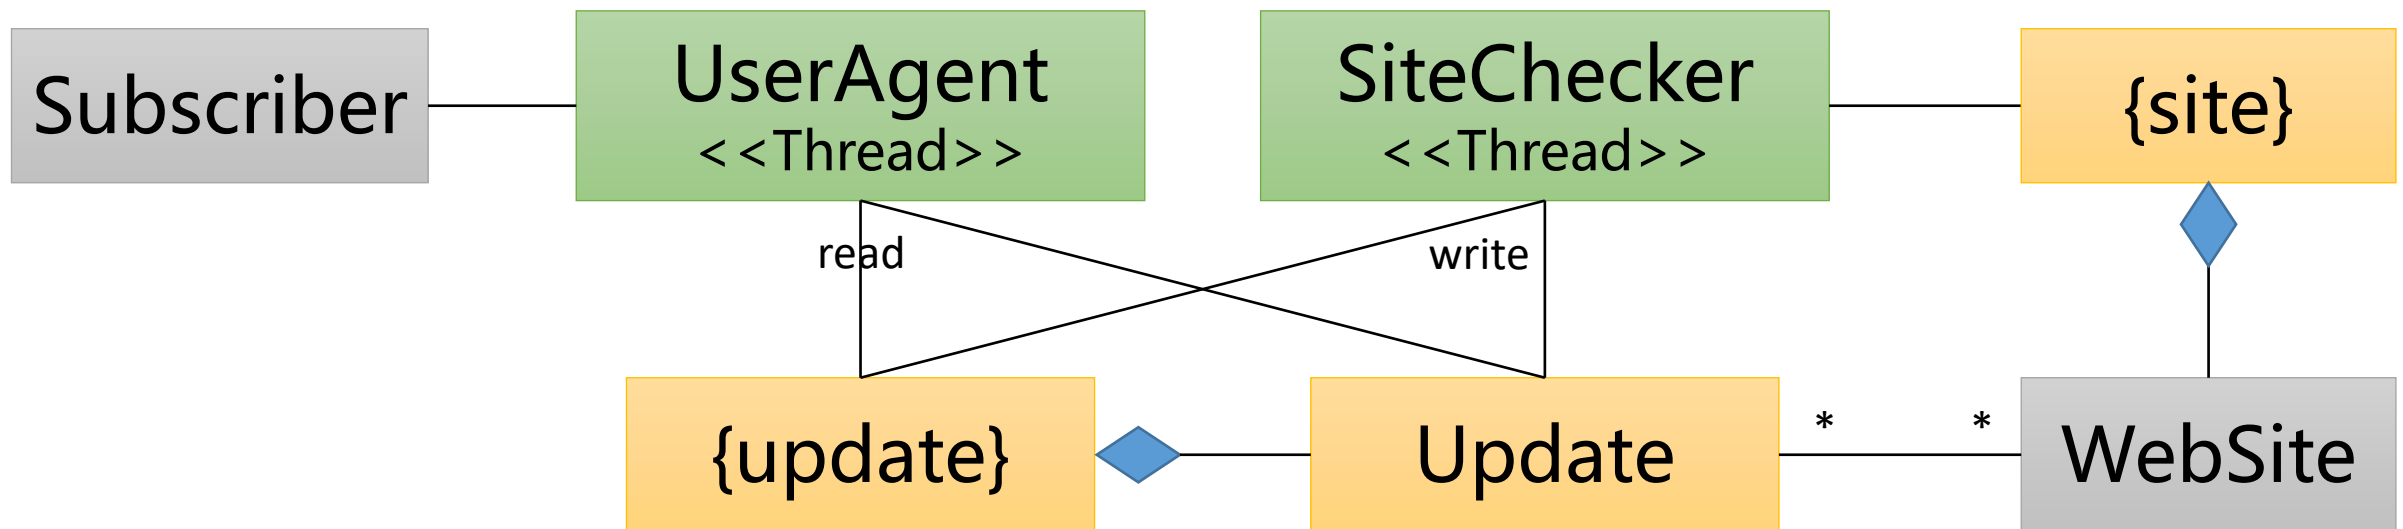 Subscriber
UserAgent
<<Thread>>
SiteChecker
<<Thread>>
{site}
read
write
{update}
Update
*
*
WebSite